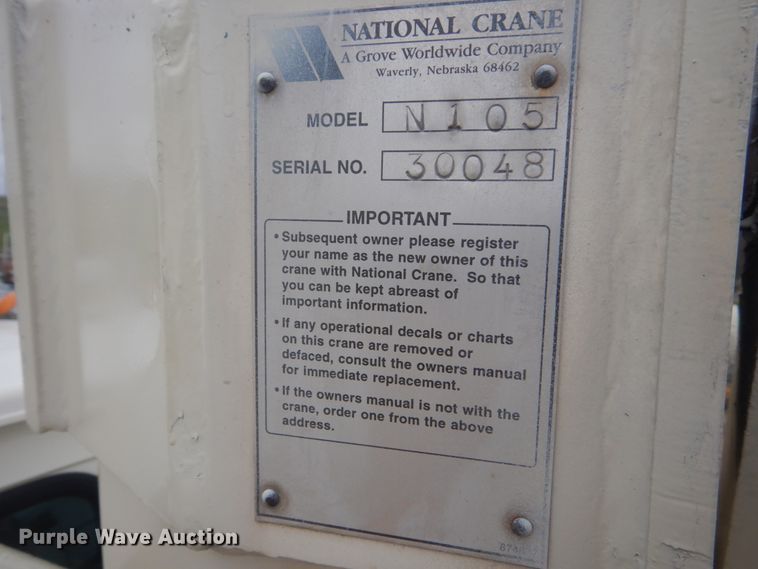 NATIONAL CRANE
A Grove Worldwide Company
Waverly, Nebraska 68462
MODEL N105
SERIAL NO. 30048
IMPORTANT
• Subsequent owner please register
your name as the new owner of this
crane with National Crane. So that
you can be kept abreast of
important information.
• If any operational decals or charts
on this crane are removed or
defaced, consult the owners manual
for immediate replacement.
• If the owners manual is not with the
crane, order one from the above
address.
Purple Wave Auction